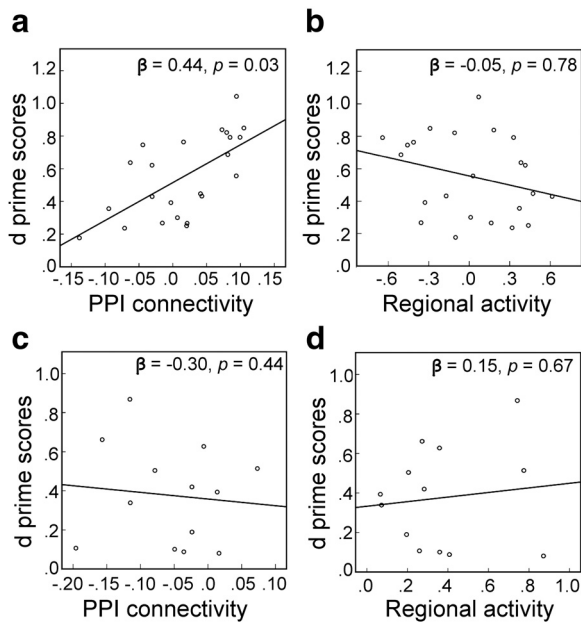 a
β = 0.44, p = 0.03
d prime scores
1.2
1.0
.8
.6
.4
.2
.0
-.15 -.10 -.05 .0 .05 .10 .15
PPI connectivity
b
β = -0.05, p = 0.78
d prime scores
1.2
1.0
.8
.6
.4
.2
.0
-.6 -.3 .0 .3 .6
Regional activity
c
β = -0.30, p = 0.44
d prime scores
1.0
.8
.6
.4
.2
.0
-.20 -.15 -.10 -.05 .0 .10
PPI connectivity
d
β = 0.15, p = 0.67
d prime scores
1.0
.8
.6
.4
.2
.0
.0 .2 .4 .6 .8 1.0
Regional activity